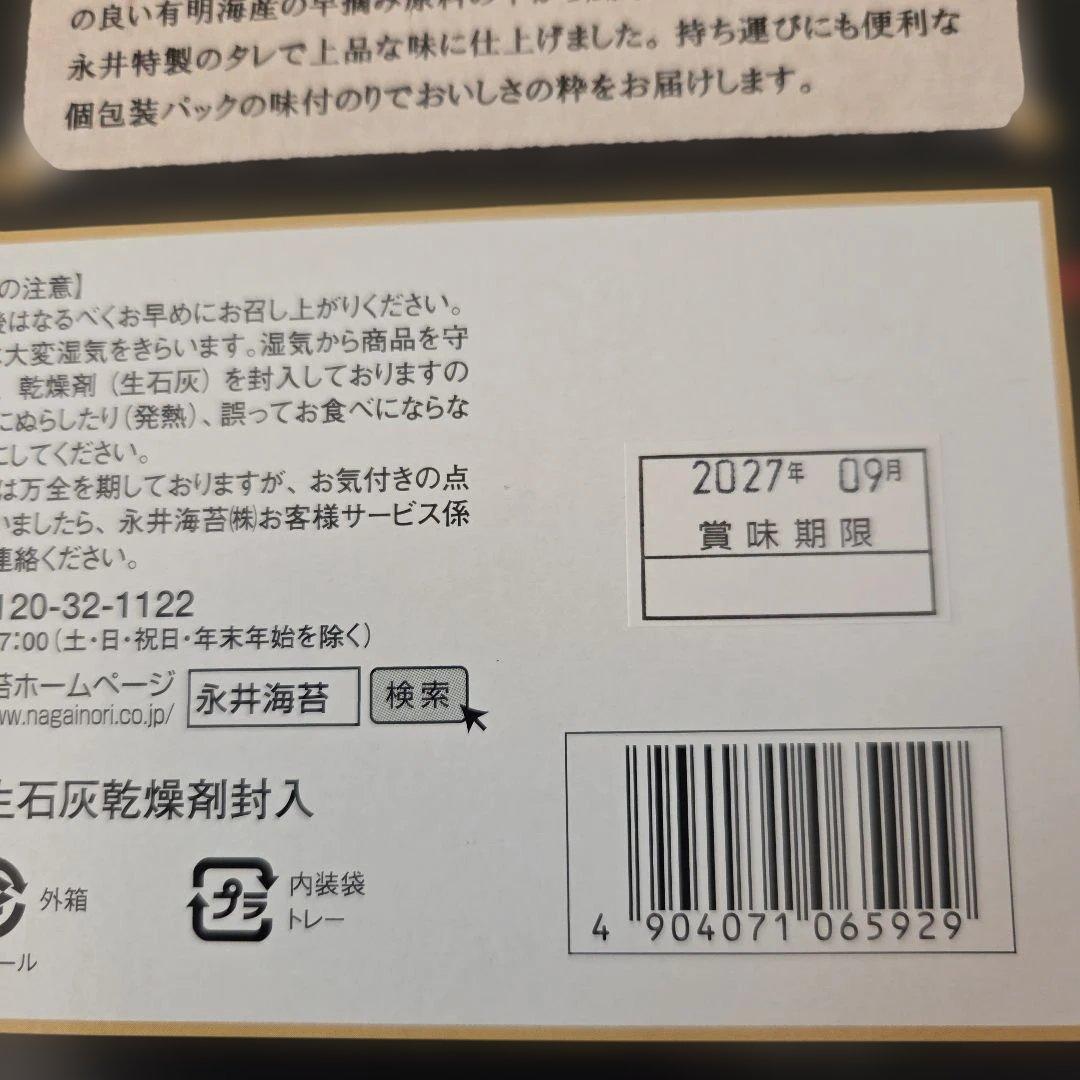 の良い有明海産の早摘み原料の
永井特製のタレで上品な味に仕上げました。持ち運びにも便利な
個包装パックの味付のりでおいしさの粋をお届けします。
の注意】
はなるべくお早めにお召し上がりください。
大変湿気をきらいます。湿気から商品を守
、乾燥剤（生石灰）を封入しておりますの
にぬらしたり（発熱）、誤ってお食べにならな
にしてください。
は万全を期しておりますが、お気付きの点
いましたら、永井海苔㈱お客様サービス係
連絡ください。
120-32-1122
7:00（土・日・祝日・年末年始を除く）
苔ホームページ
ww.nagainori.co.jp/
永井海苔
検索
生石灰乾燥剤封入
外箱
ール
プラ
内装袋
トレー
2027年 09月
賞味期限
4 904071 065929